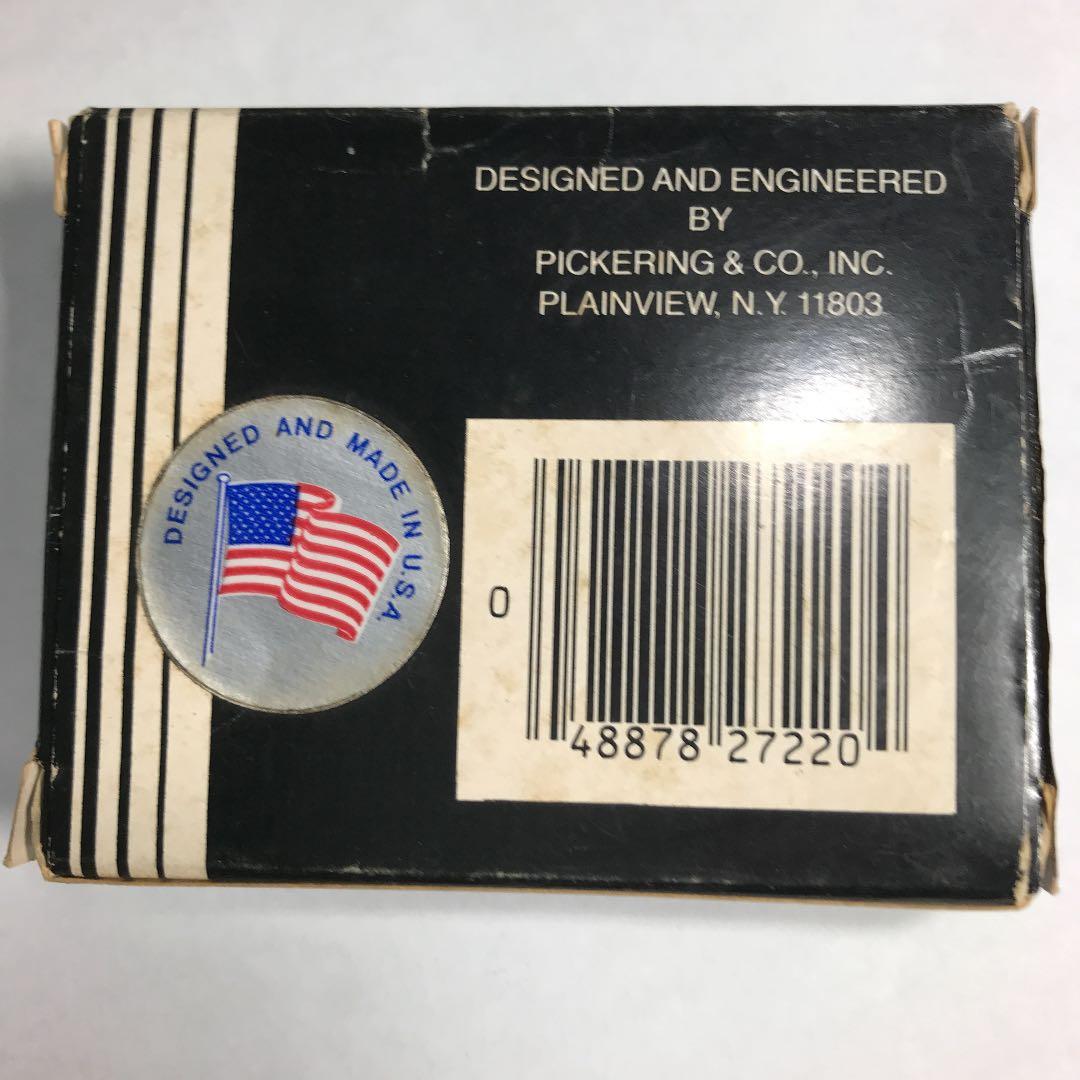 DESIGNED AND ENGINEERED
BY
PICKERING & CO., INC.
PLAINVIEW, N.Y. 11803
DESIGNED AND MADE IN U.S.A.
0 48878 27220